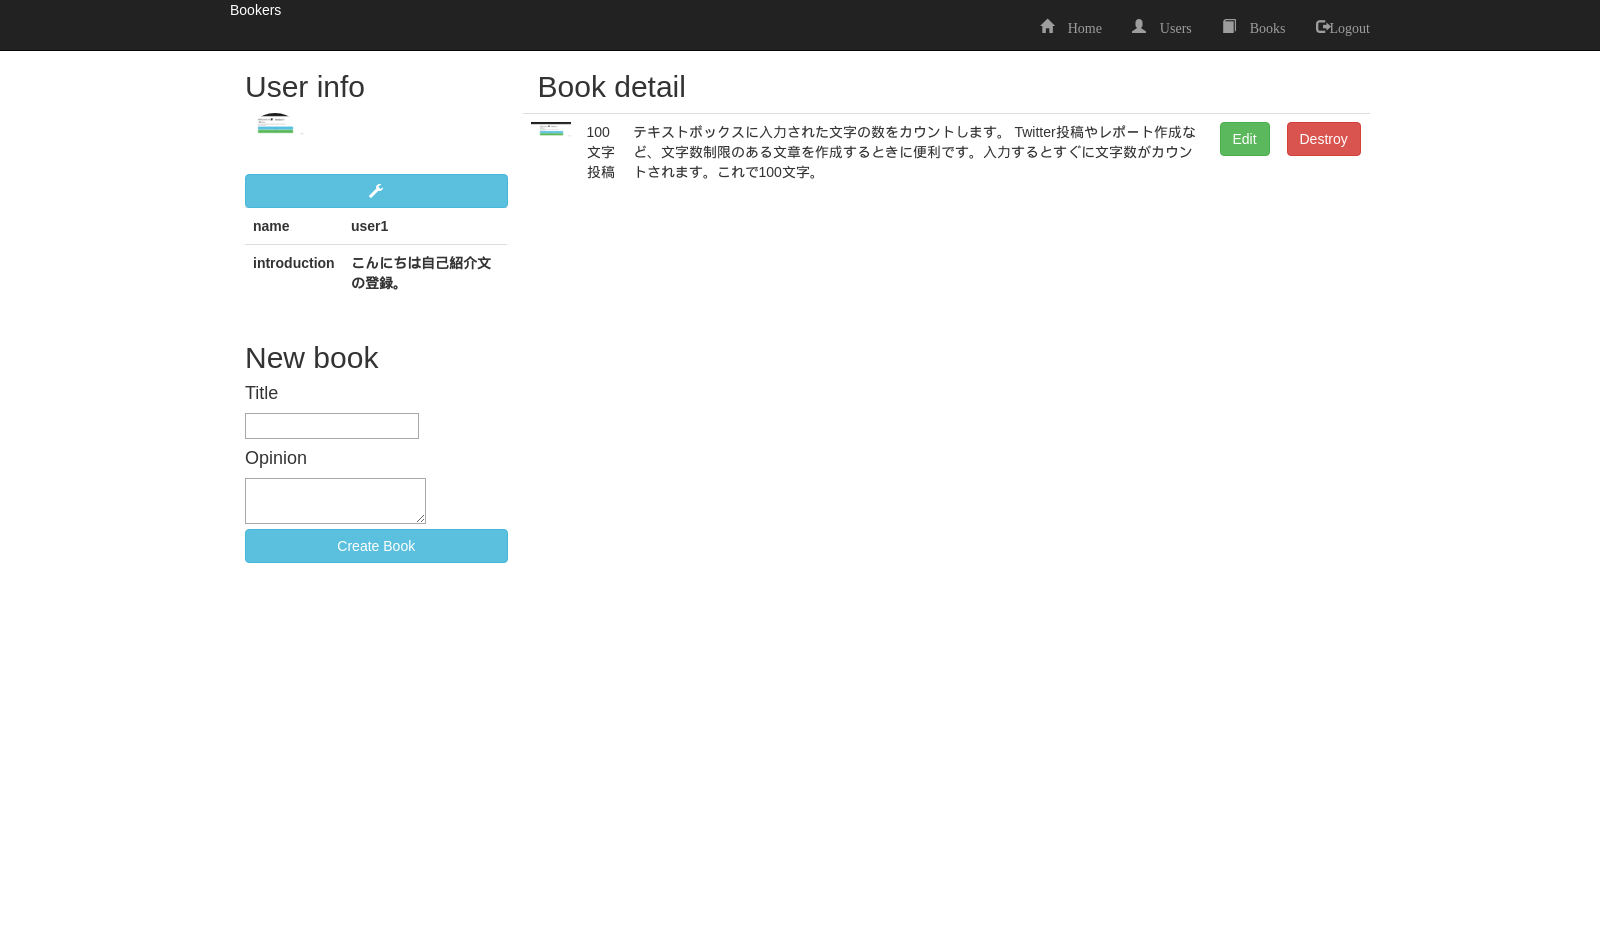 Bookers
Home
Users
Books
Logout
User info
name
user1
introduction
こんにちは自己紹介文
の登録。
New book
Title
Opinion
Create Book
Book detail
100
文字
投稿
テキストボックスに入力された文字の数をカウントします。 Twitter投稿やレポート作成な
ど、文字数制限のある文章を作成するときに便利です。入力するとすぐに文字数がカウン
トされます。これで100文字。
Edit
Destroy